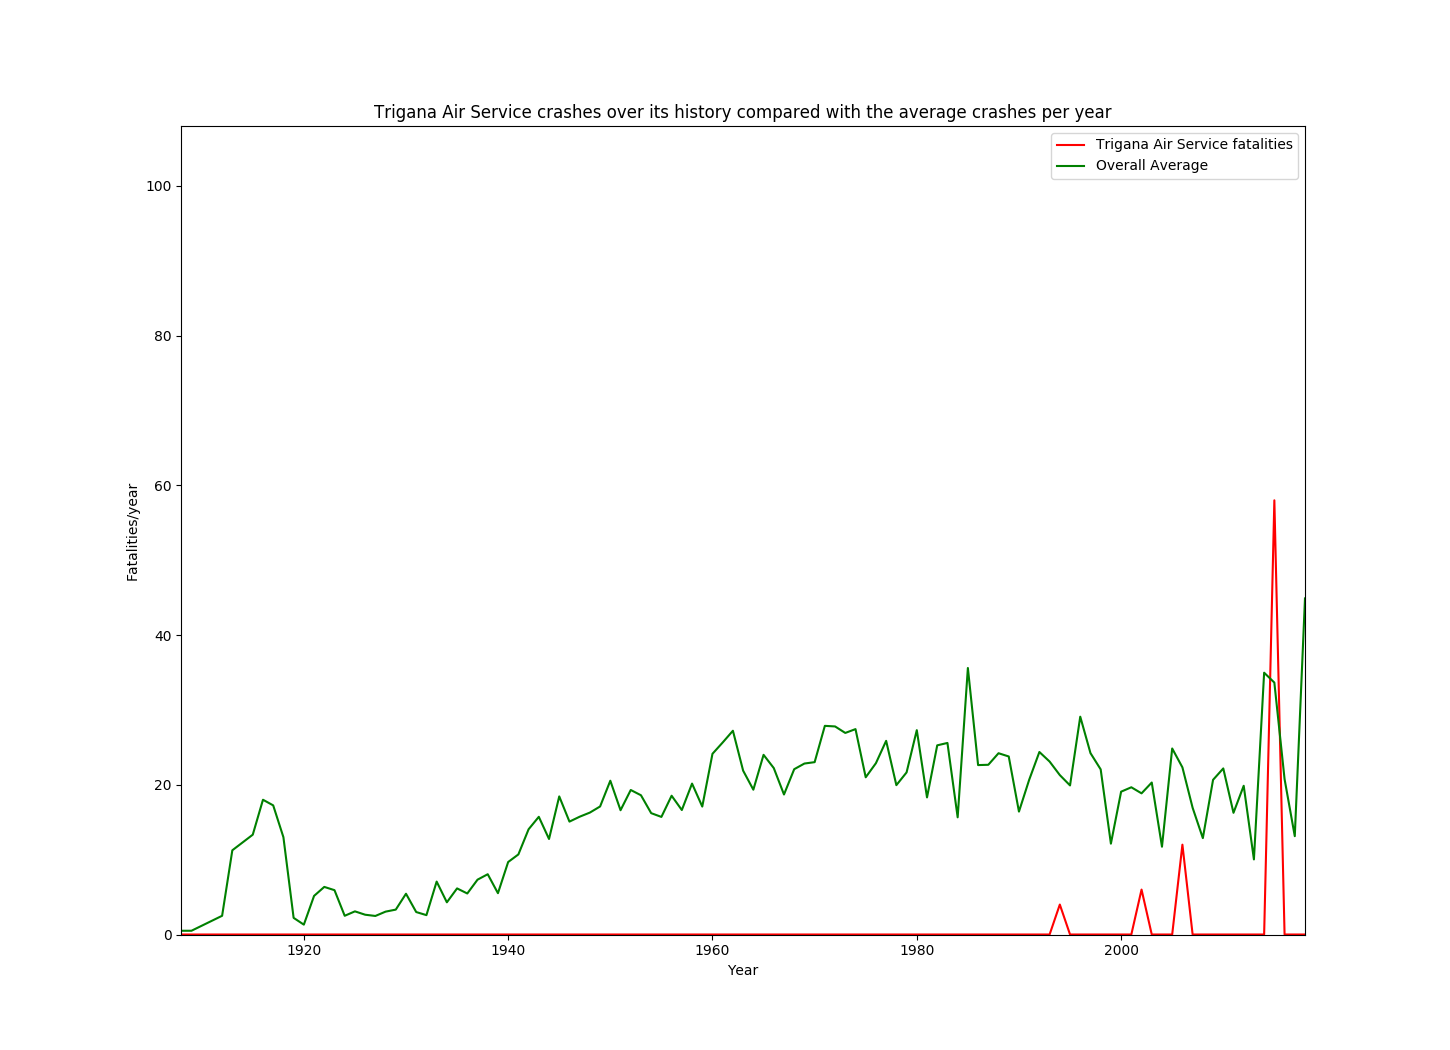 Trigana Air Service crashes over its history compared with the average crashes per year
Trigana Air Service fatalities
Overall Average
100
80
60
40
20
0
Fatalities/year
1920
1940
1960
1980
2000
Year